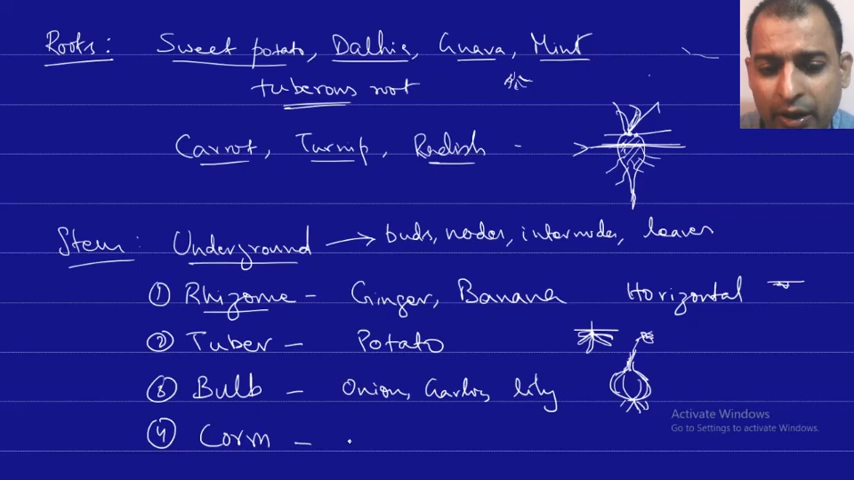 Roots: Sweet potato, Dalhia, Guava, Mint
tuberous root
Carrot, Turnip, Radish -
Stem: Underground → buds, nodes, internodes, leaves
① Rhizome - Ginger, Banana Horizontal
② Tuber - Potato
③ Bulb - Onion, Garlic, lily
④ Corm -
Activate Windows
Go to Settings to activate Windows.